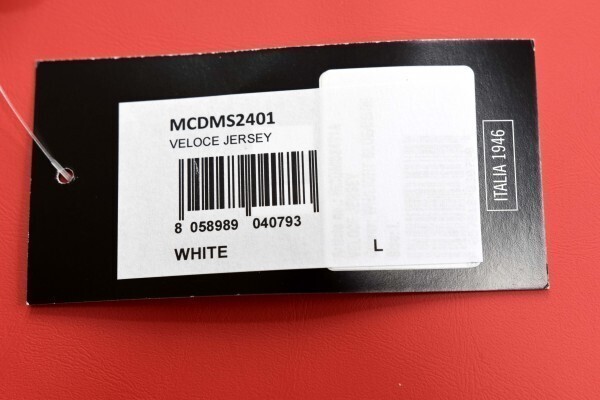 MCDMS2401
VELOCE JERSEY
8 058989 040793
WHITE
L
ITALIA 1946